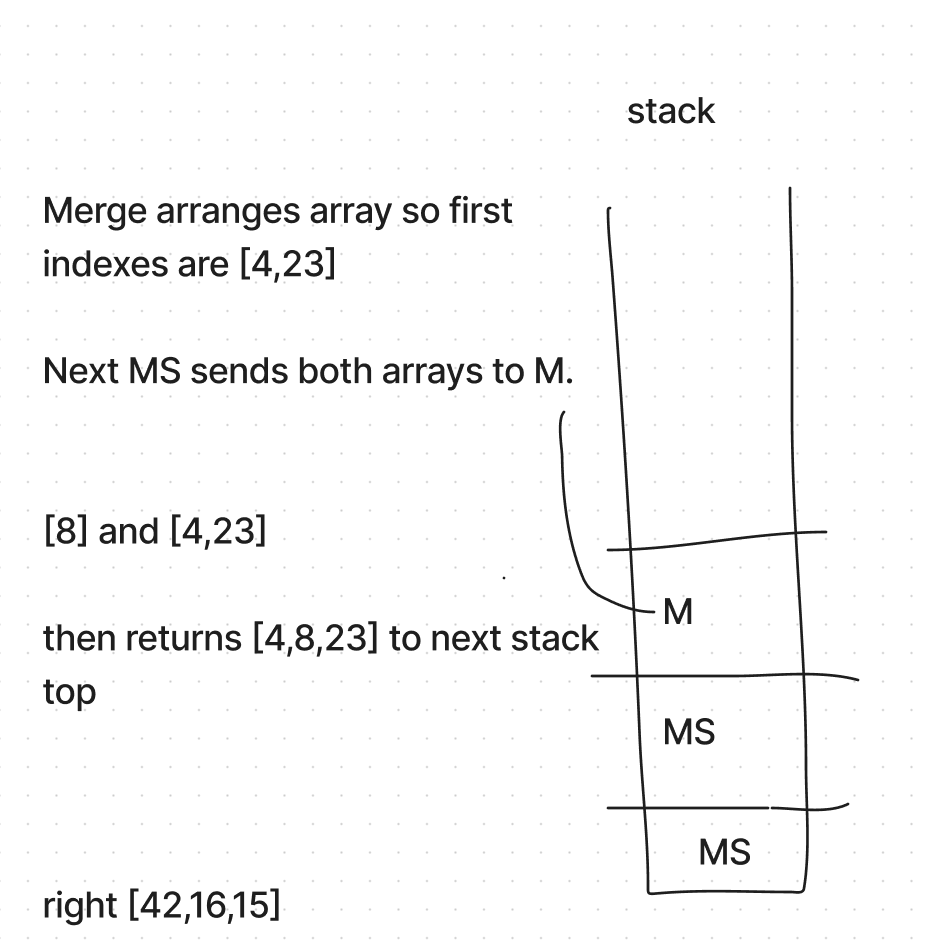 stack
Merge arranges array so first
indexes are [4,23]
Next MS sends both arrays to M.
[8] and [4,23]
M
then returns [4,8,23] to next stack
top
MS
MS
right [42,16,15]